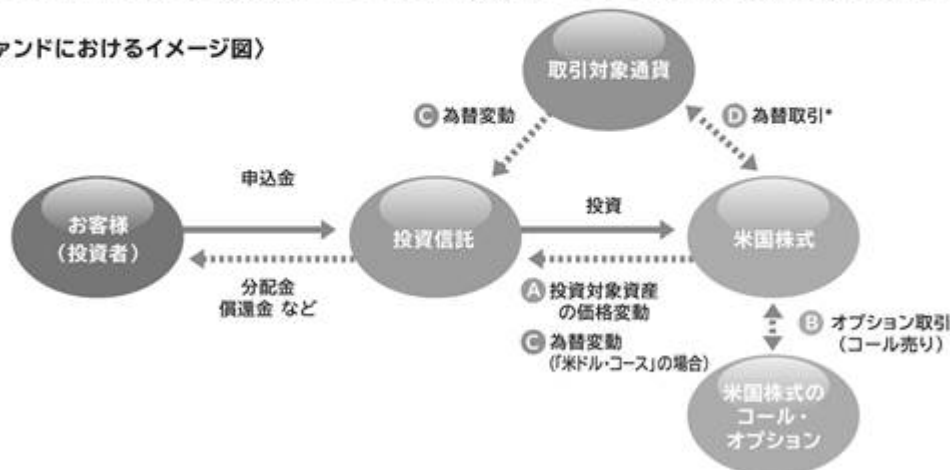 ァンドにおけるイメージ図〉
取引対象通貨
C 為替変動
D 為替取引*
申込金
投資
お客様
(投資者)
投資信託
米国株式
分配金
償還金 など
A 投資対象資産
の価格変動
C 為替変動
(「米ドル・コース」の場合)
B オプション取引
(コール売り)
米国株式の
コール・
オプション